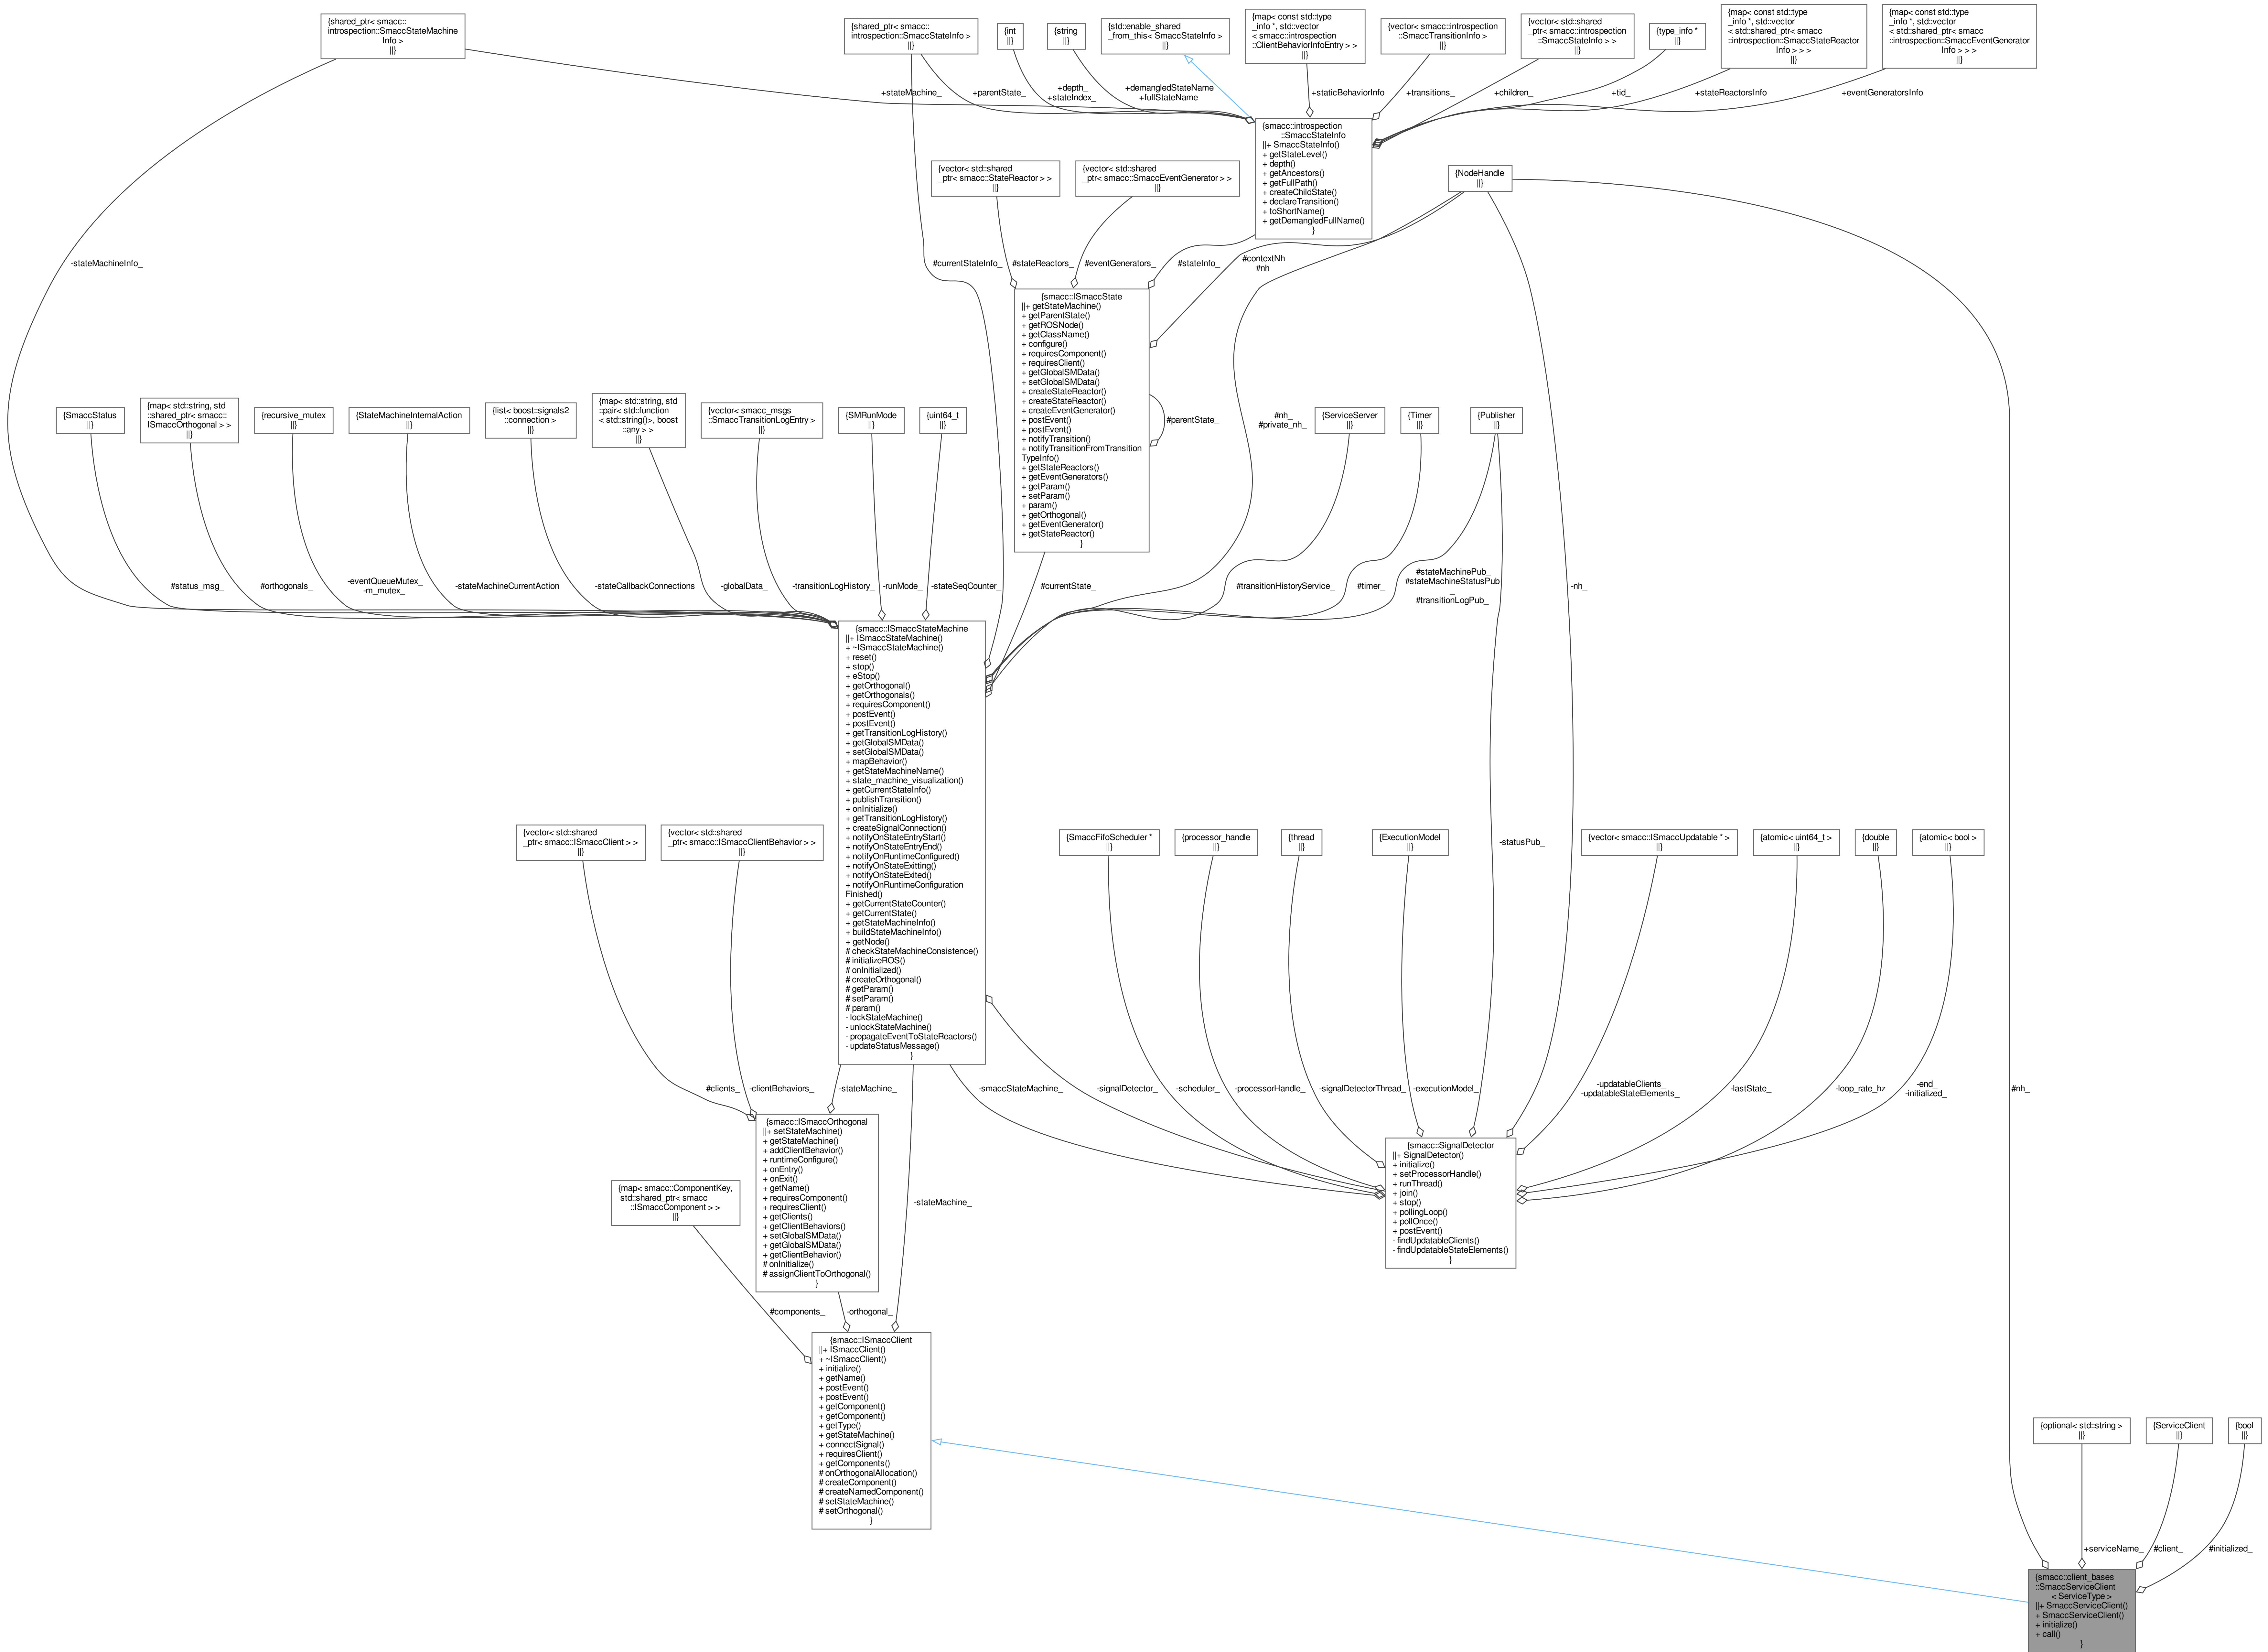 {shared_ptr< smacc::
introspection::SmaccStateMachine
Info >
||}
{shared_ptr< smacc::
introspection::SmaccStateInfo >
||}
{int
||}
{string
||}
{std::enable_shared
_from_this< SmaccStateInfo >
||}
{map< const std::type
_info *, std::vector
< smacc::introspection
::ClientBehaviorInfoEntry > >
||}
{vector< smacc::introspection
::SmaccTransitionInfo >
||}
{vector< std::shared
_ptr< smacc::introspection
::SmaccStateInfo > >
||}
{type_info *
||}
{map< const std::type
_info *, std::vector
< std::shared_ptr< smacc
::introspection::SmaccStateReactor
Info > > >
||}
{map< const std::type
_info *, std::vector
< std::shared_ptr< smacc
::introspection::SmaccEventGenerator
Info > > >
||}
+stateMachine_
+parentState_
+depth_
+stateIndex_
+demangledStateName
+fullStateName
+staticBehaviorInfo
+transitions_
+children_
+tid_
+stateReactorsInfo
+eventGeneratorsInfo
{smacc::introspection
::SmaccStateInfo
||+ SmaccStateInfo()
+ getStateLevel()
+ depth()
+ getAncestors()
+ getFullPath()
+ createChildState()
+ declareTransition()
+ toShortName()
+ getDemangledFullName()
}
{vector< std::shared
_ptr< smacc::StateReactor > >
||}
{vector< std::shared
_ptr< smacc::SmaccEventGenerator > >
||}
{NodeHandle
||}
-stateMachineInfo_
#currentStateInfo_
#stateReactors_
#eventGenerators_
#stateInfo_
#contextNh
#nh
{smacc::ISmaccState
||+ getStateMachine()
+ getParentState()
+ getROSNode()
+ getClassName()
+ configure()
+ requiresComponent()
+ requiresClient()
+ getGlobalSMData()
+ setGlobalSMData()
+ createStateReactor()
+ createStateReactor()
+ createEventGenerator()
+ postEvent()
+ postEvent()
+ notifyTransition()
+ notifyTransitionFromTransition
TypeInfo()
+ getStateReactors()
+ getEventGenerators()
+ getParam()
+ setParam()
+ param()
+ getOrthogonal()
+ getEventGenerator()
+ getStateReactor()
}
#parentState_
{SmaccStatus
||}
{map< std::string, std
::shared_ptr< smacc::
ISmaccOrthogonal > >
||}
{recursive_mutex
||}
{StateMachineInternalAction
||}
{list< boost::signals2
::connection >
||}
{map< std::string, std
::pair< std::function
< std::string()>, boost
::any > >
||}
{vector< smacc_msgs
::SmaccTransitionLogEntry >
||}
{SMRunMode
||}
{uint64_t
||}
#nh_
#private_nh_
{ServiceServer
||}
{Timer
||}
{Publisher
||}
#status_msg_
#orthogonals_
-eventQueueMutex_
-m_mutex_
-stateMachineCurrentAction
-stateCallbackConnections
-globalData_
-transitionLogHistory_
-runMode_
-stateSeqCounter_
#currentState_
#transitionHistoryService_
#timer_
#stateMachinePub_
#stateMachineStatusPub
_
#transitionLogPub_
-nh_
{smacc::ISmaccStateMachine
||+ ISmaccStateMachine()
+ ~ISmaccStateMachine()
+ reset()
+ stop()
+ eStop()
+ getOrthogonal()
+ getOrthogonals()
+ requiresComponent()
+ postEvent()
+ postEvent()
+ getTransitionLogHistory()
+ getGlobalSMData()
+ setGlobalSMData()
+ mapBehavior()
+ getStateMachineName()
+ state_machine_visualization()
+ getCurrentStateInfo()
+ publishTransition()
+ onInitialize()
+ getTransitionLogHistory()
+ createSignalConnection()
+ notifyOnStateEntryStart()
+ notifyOnStateEntryEnd()
+ notifyOnRuntimeConfigured()
+ notifyOnStateExitting()
+ notifyOnStateExited()
+ notifyOnRuntimeConfiguration
Finished()
+ getCurrentStateCounter()
+ getCurrentState()
+ getStateMachineInfo()
+ buildStateMachineInfo()
+ getNode()
# checkStateMachineConsistence()
# initializeROS()
# onInitialized()
# createOrthogonal()
# getParam()
# setParam()
# param()
- lockStateMachine()
- unlockStateMachine()
- propagateEventToStateReactors()
- updateStatusMessage()
}
{vector< std::shared
_ptr< smacc::ISmaccClient > >
||}
{vector< std::shared
_ptr< smacc::ISmaccClientBehavior > >
||}
{SmaccFifoScheduler *
||}
{processor_handle
||}
{thread
||}
{ExecutionModel
||}
-statusPub_
{vector< smacc::ISmaccUpdatable * >
||}
{atomic< uint64_t >
||}
{double
||}
{atomic< bool >
||}
#clients_
-clientBehaviors_
-stateMachine_
-smaccStateMachine_
-signalDetector_
-scheduler_
-processorHandle_
-signalDetectorThread_
-executionModel_
-updatableClients_
-updatableStateElements_
-lastState_
-loop_rate_hz
-end_
-initialized_
#nh_
{smacc::ISmaccOrthogonal
||+ setStateMachine()
+ getStateMachine()
+ addClientBehavior()
+ runtimeConfigure()
+ onEntry()
+ onExit()
+ getName()
+ requiresComponent()
+ requiresClient()
+ getClients()
+ getClientBehaviors()
+ setGlobalSMData()
+ getGlobalSMData()
+ getClientBehavior()
# onInitialize()
# assignClientToOrthogonal()
}
{smacc::SignalDetector
||+ SignalDetector()
+ initialize()
+ setProcessorHandle()
+ runThread()
+ join()
+ stop()
+ pollingLoop()
+ pollOnce()
+ postEvent()
- findUpdatableClients()
- findUpdatableStateElements()
}
{map< smacc::ComponentKey,
std::shared_ptr< smacc
::ISmaccComponent > >
||}
-stateMachine_
#components_
-orthogonal_
{smacc::ISmaccClient
||+ ISmaccClient()
+ ~ISmaccClient()
+ initialize()
+ getName()
+ postEvent()
+ postEvent()
+ getComponent()
+ getComponent()
+ getType()
+ getStateMachine()
+ connectSignal()
+ requiresClient()
+ getComponents()
# onOrthogonalAllocation()
# createComponent()
# createNamedComponent()
# setStateMachine()
# setOrthogonal()
}
{optional< std::string >
||}
{ServiceClient
||}
{bool
||}
+serviceName_
#client_
#initialized_
{smacc::client_bases
::SmaccServiceClient
< ServiceType >
||+ SmaccServiceClient()
+ SmaccServiceClient()
+ initialize()
+ call()
}